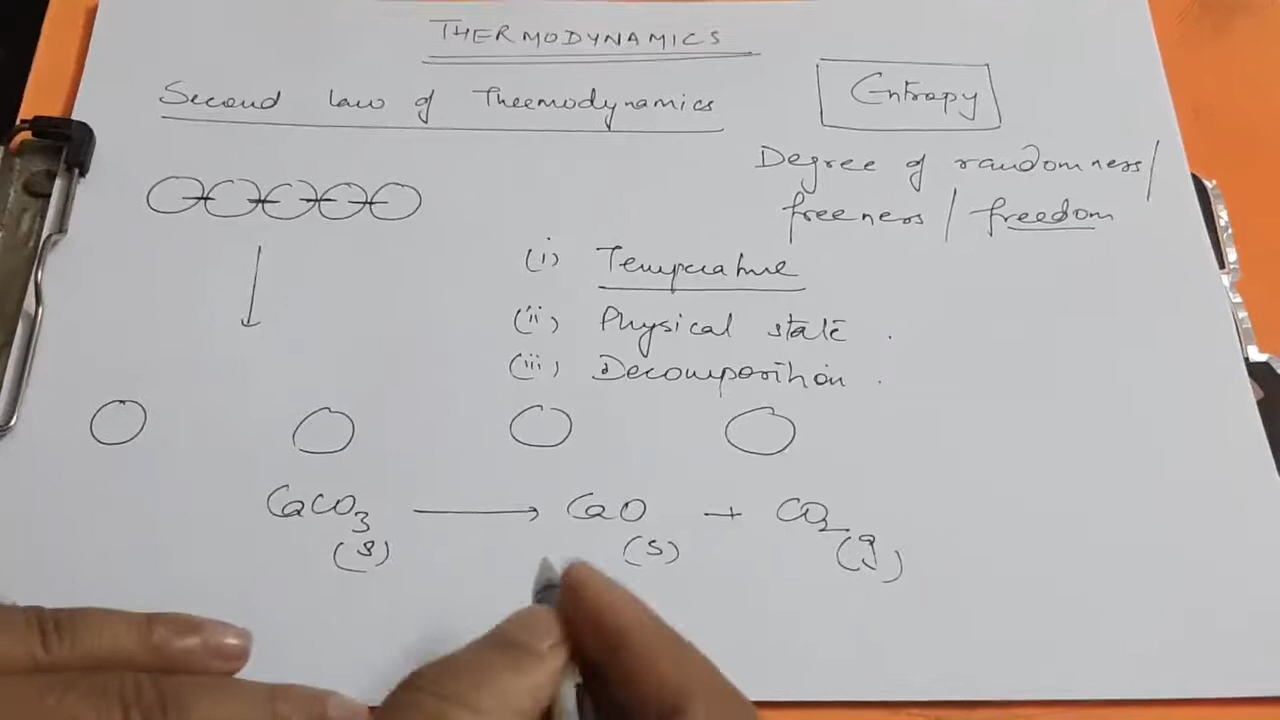 THERMODYNAMICS
Second law of Thermodynamics
Entropy
Degree of randomness/
freeness / freedom
(i) Temperature
(ii) Physical state .
(iii) Decomposition .
CaCO3 → CaO + CO2
(s) (s) (g)